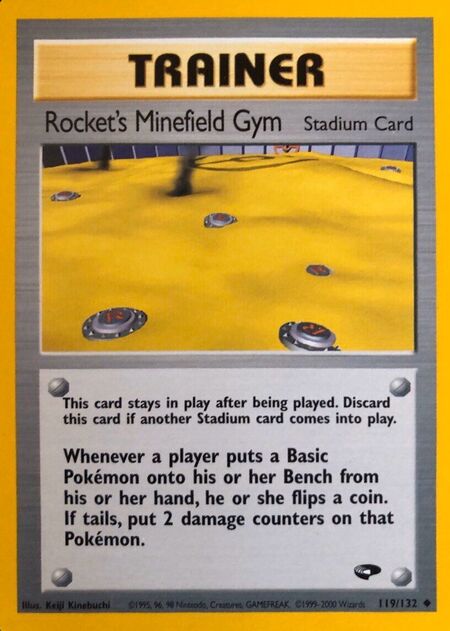 TRAINER
Rocket's Minefield Gym Stadium Card
This card stays in play after being played. Discard
this card if another Stadium card comes into play.
Whenever a player puts a Basic
Pokémon onto his or her Bench from
his or her hand, he or she flips a coin.
If tails, put 2 damage counters on that
Pokémon.
Illus. Keiji Kinebuchi ©1995, 96, 98 Nintendo, Creatures, GAMEFREAK. ©1999-2000 Wizards 119/132 ◆